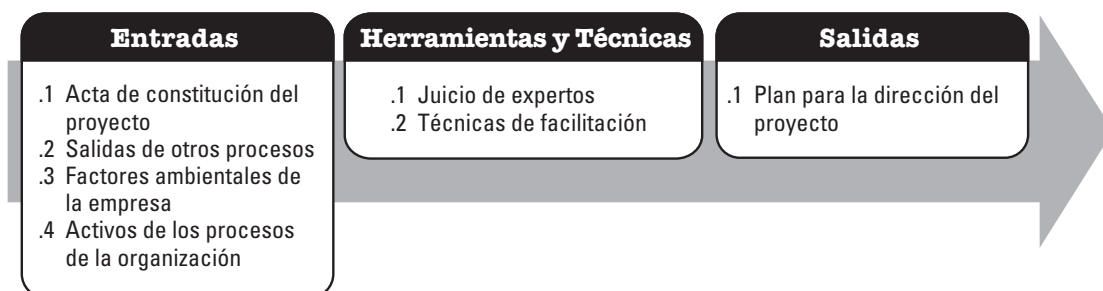 Entradas
.1 Acta de constitución del
proyecto
.2 Salidas de otros procesos
.3 Factores ambientales de
la empresa
.4 Activos de los procesos
de la organización
Herramientas y Técnicas
.1 Juicio de expertos
.2 Técnicas de facilitación
Salidas
.1 Plan para la dirección del
proyecto